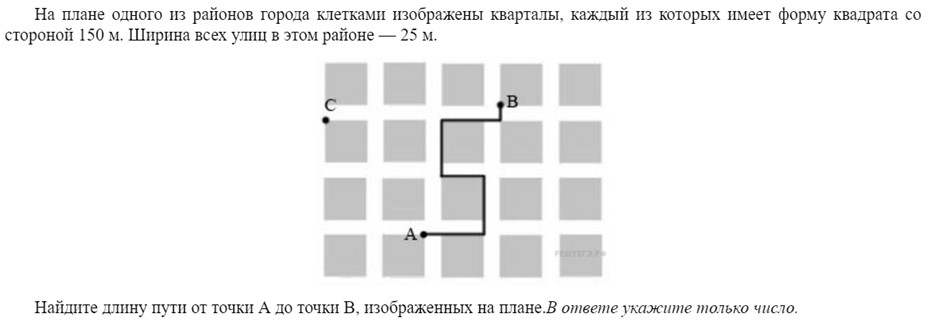 На плане одного из районов города клетками изображены кварталы, каждый из которых имеет форму квадрата со
стороной 150 м. Ширина всех улиц в этом районе — 25 м.
C
B
A
РЕШУЕГЭ.РФ
Найдите длину пути от точки А до точки В, изображенных на плане.В ответе укажите только число.